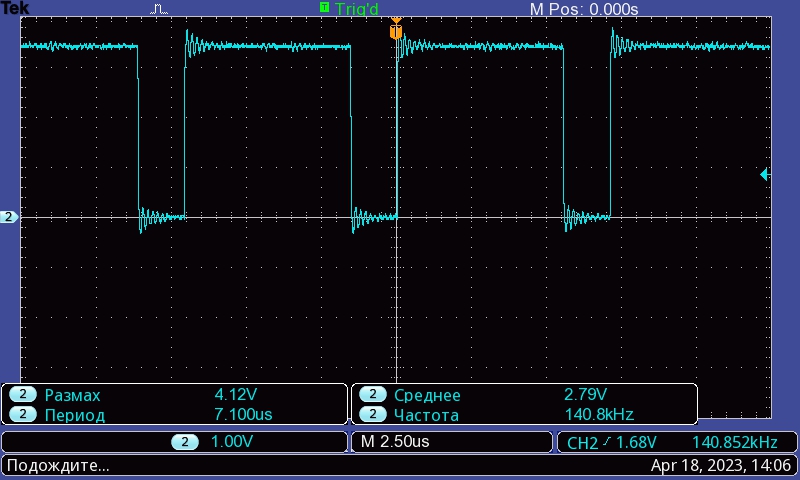 Tek T Trig'd M Pos: 0.000s
T
2
2 Размах 4.12V 2 Среднее 2.79V
2 Период 7.100us 2 Частота 140.8kHz
2 1.00V M 2.50us CH2 1.68V 140.852kHz
Подождите... Apr 18, 2023, 14:06